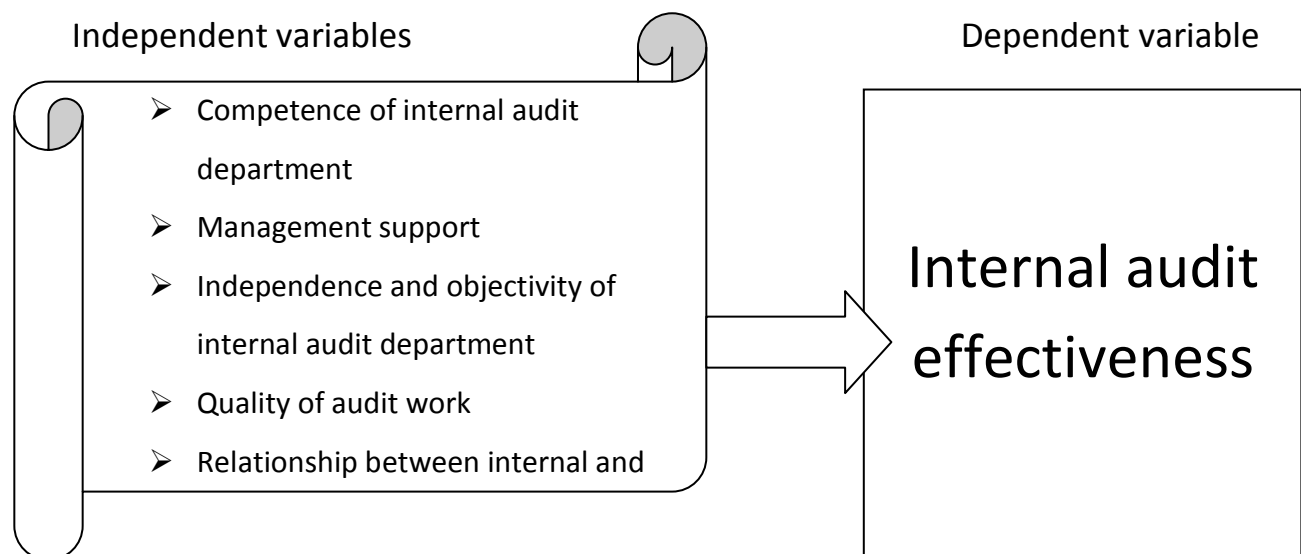 Independent variables
Dependent variable
➢ Competence of internal audit
department
➢ Management support
➢ Independence and objectivity of
internal audit department
➢ Quality of audit work
➢ Relationship between internal and
Internal audit
effectiveness